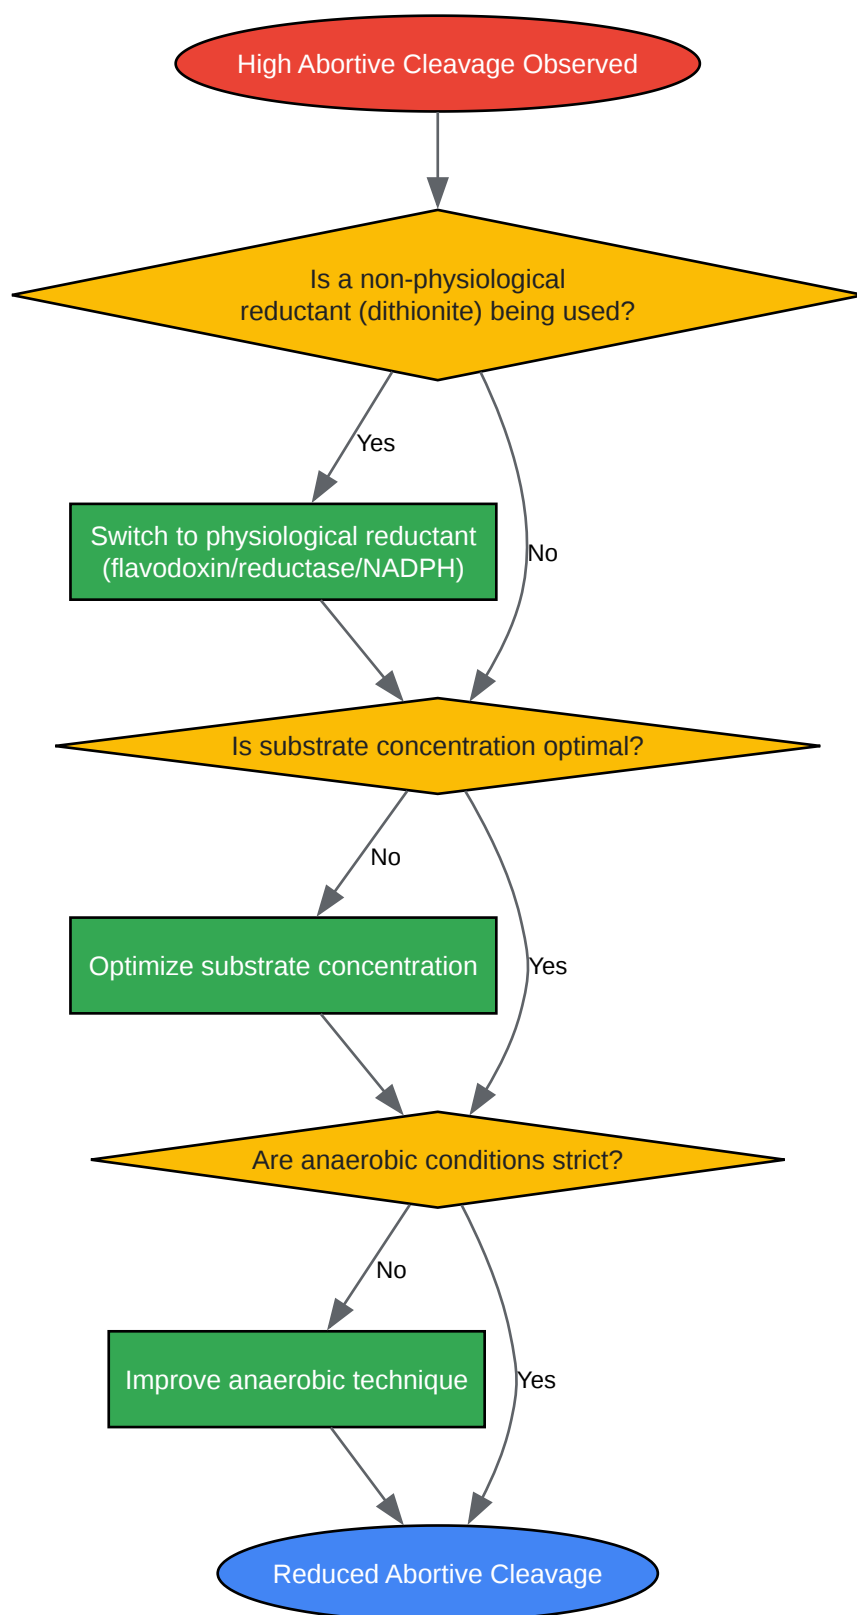 High Abortive Cleavage Observed
Is a non-physiological
reductant (dithionite) being used?
Yes
Switch to physiological reductant
(flavodoxin/reductase/NADPH)
No
Is substrate concentration optimal?
No
Optimize substrate concentration
Yes
Are anaerobic conditions strict?
No
Improve anaerobic technique
Yes
Reduced Abortive Cleavage